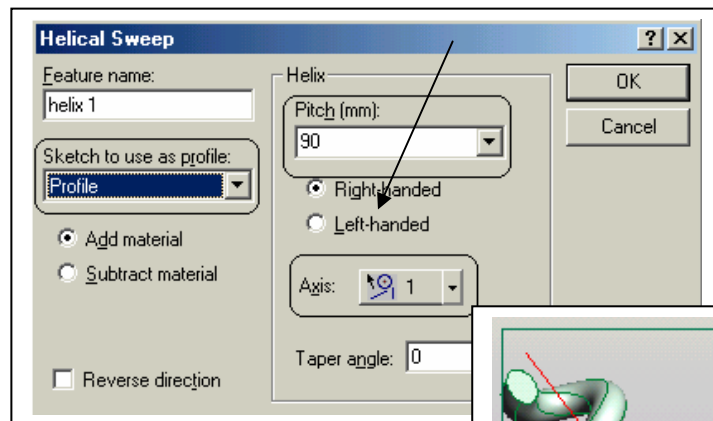 Helical Sweep
Feature name:
helix 1
Sketch to use as profile:
Profile
Add material
Subtract material
Reverse direction
Helix
Pitch (mm):
90
Right-handed
Left-handed
Axis: 1
Taper angle: 0
OK
Cancel